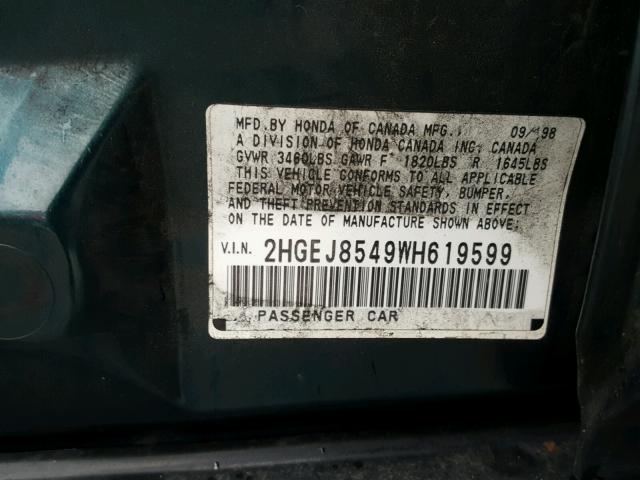 MFD. BY HONDA OF CANADA MFG., 09/98
A DIVISION OF HONDA CANADA INC., CANADA
GVWR 3460LBS GAWR F 1820LBS R 1645LBS
THIS VEHICLE CONFORMS TO ALL APPLICABLE
FEDERAL MOTOR VEHICLE SAFETY, BUMPER,
AND THEFT PREVENTION STANDARDS IN EFFECT
ON THE DATE OF MANUFACTURE SHOWN ABOVE.
V.I.N. 2HGEJ8549WH619599
PASSENGER CAR